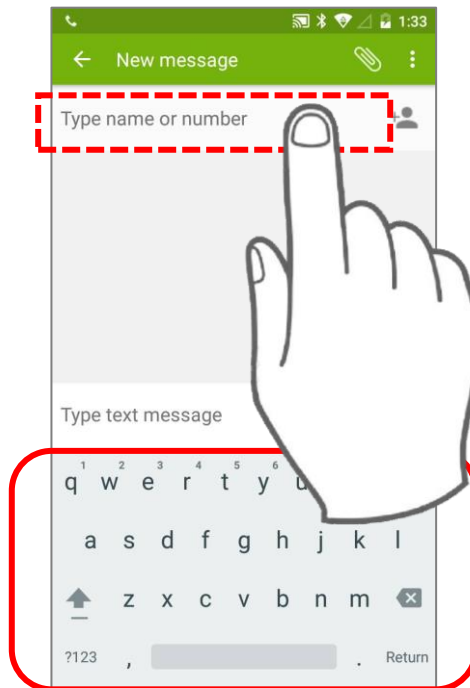 1:33
New message
Type name or number
Type text message
1 2 3 4 5 6
q w e r t y u
a s d f g h j k l
z x c v b n m
?123 , . Return